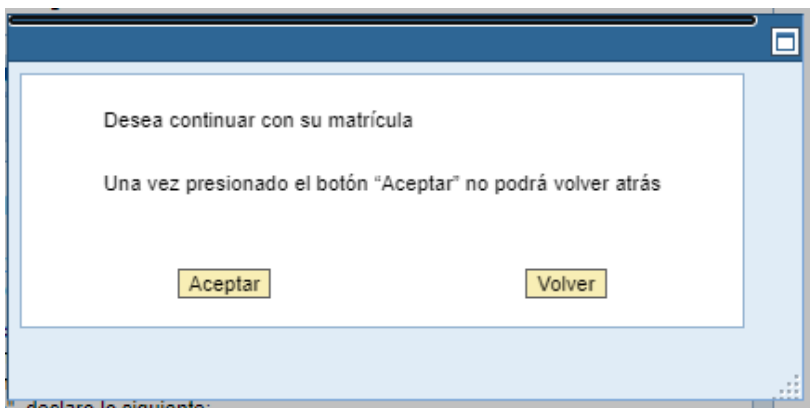 Desea continuar con su matrícula
Una vez presionado el botón “Aceptar” no podrá volver atrás
Aceptar Volver
declaro lo siguiente: